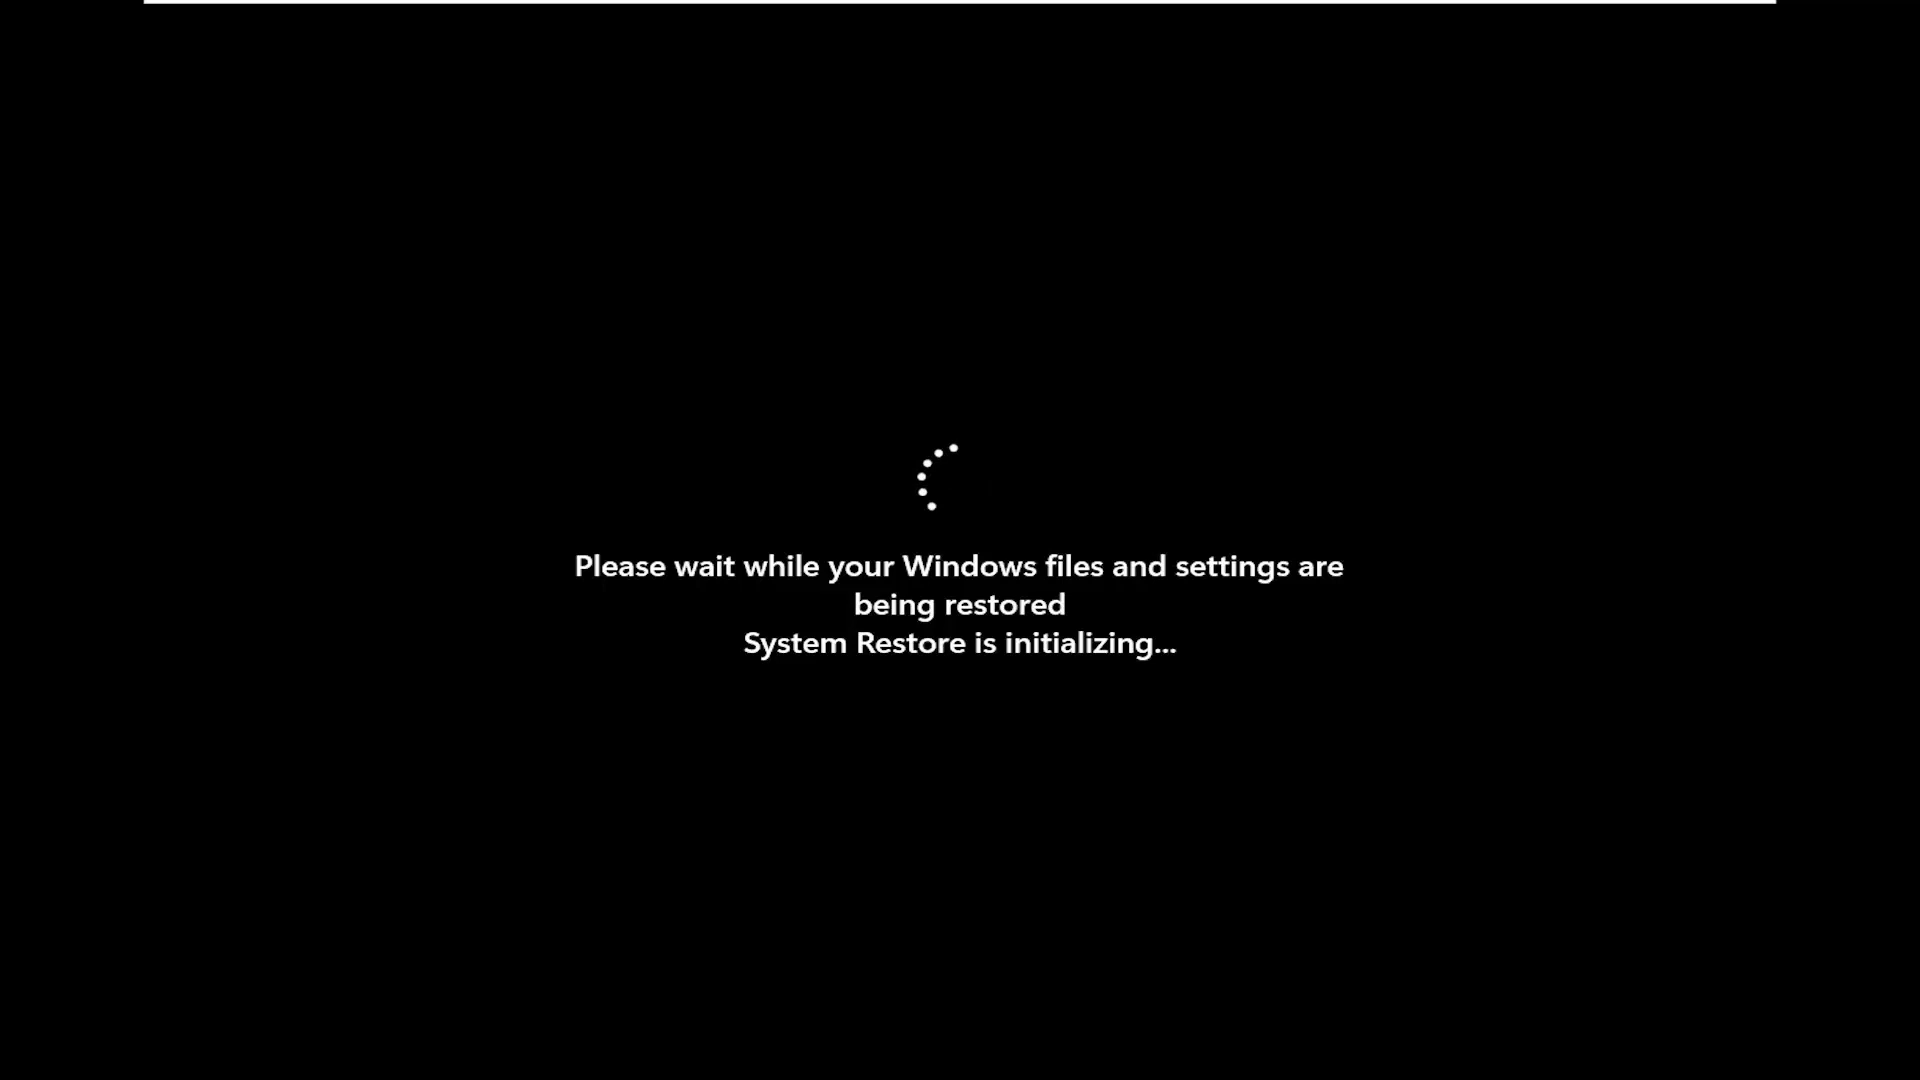 Please wait while your Windows files and settings are
being restored
System Restore is initializing...